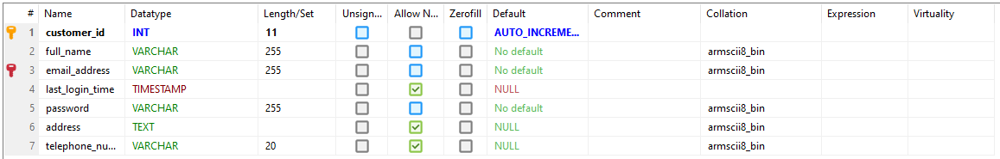 # Name Datatype Length/Set Unsign... Allow N... Zerofill Default Comment Collation Expression Virtuality
1 customer_id INT 11 AUTO_INCREME...
2 full_name VARCHAR 255 No default armscii8_bin
3 email_address VARCHAR 255 No default armscii8_bin
4 last_login_time TIMESTAMP NULL
5 password VARCHAR 255 No default armscii8_bin
6 address TEXT NULL armscii8_bin
7 telephone_nu... VARCHAR 20 NULL armscii8_bin